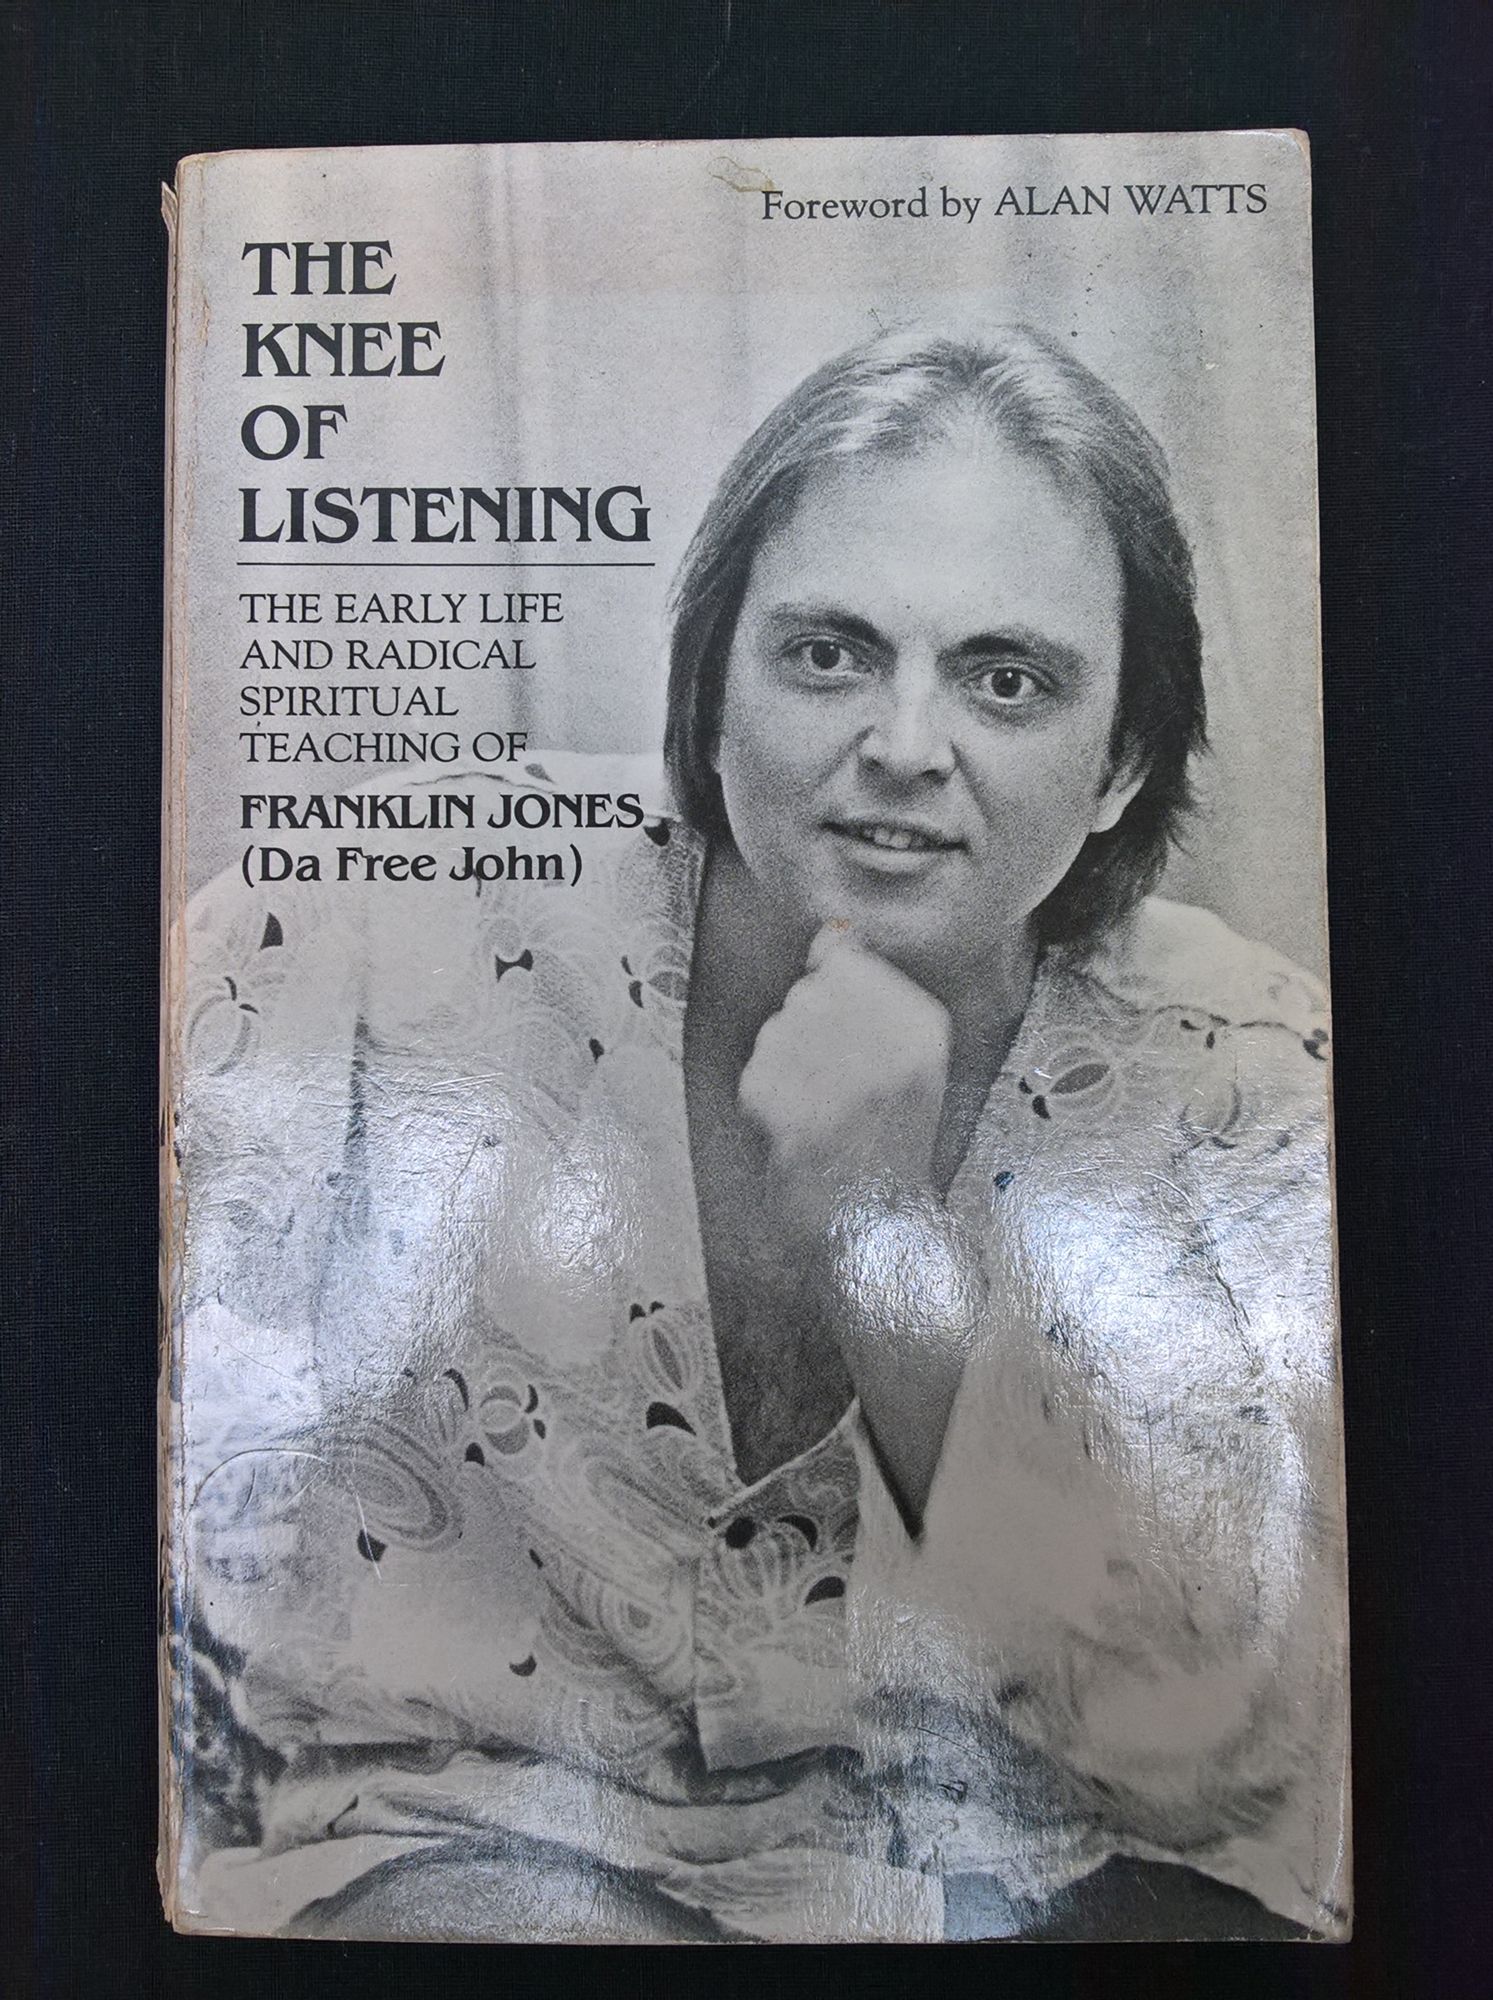 Foreword by ALAN WATTS
THE
KNEE
OF
LISTENING
THE EARLY LIFE
AND RADICAL
SPIRITUAL
TEACHING OF
FRANKLIN JONES
(Da Free John)